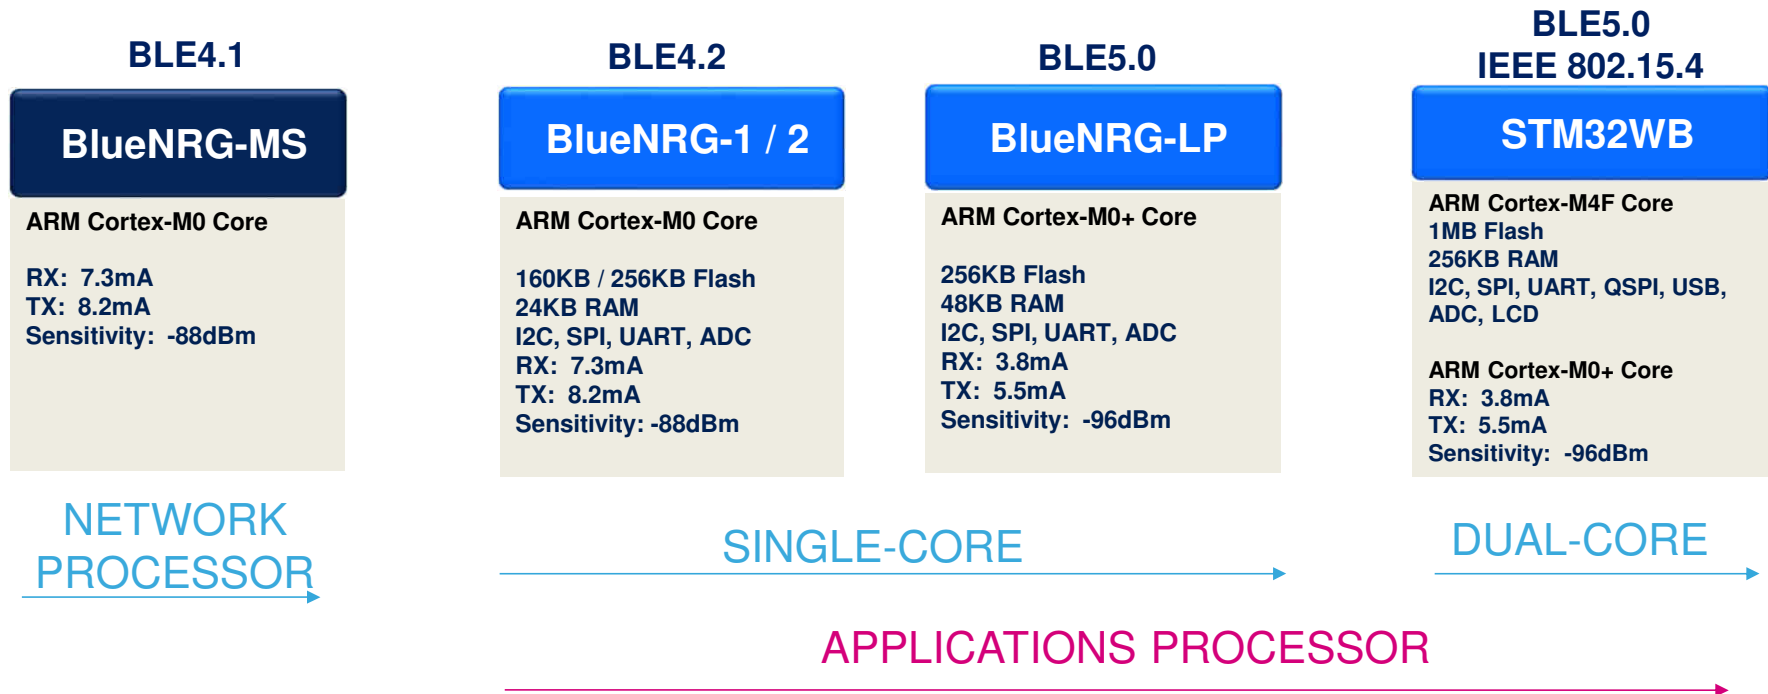 BLE4.1
BlueNRG-MS
ARM Cortex-M0 Core
RX: 7.3mA
TX: 8.2mA
Sensitivity: -88dBm
NETWORK
PROCESSOR
BLE4.2
BlueNRG-1 / 2
ARM Cortex-M0 Core
160KB / 256KB Flash
24KB RAM
I2C, SPI, UART, ADC
RX: 7.3mA
TX: 8.2mA
Sensitivity: -88dBm
BLE5.0
BlueNRG-LP
ARM Cortex-M0+ Core
256KB Flash
48KB RAM
I2C, SPI, UART, ADC
RX: 3.8mA
TX: 5.5mA
Sensitivity: -96dBm
SINGLE-CORE
BLE5.0
IEEE 802.15.4
STM32WB
ARM Cortex-M4F Core
1MB Flash
256KB RAM
I2C, SPI, UART, QSPI, USB,
ADC, LCD
ARM Cortex-M0+ Core
RX: 3.8mA
TX: 5.5mA
Sensitivity: -96dBm
DUAL-CORE
APPLICATIONS PROCESSOR